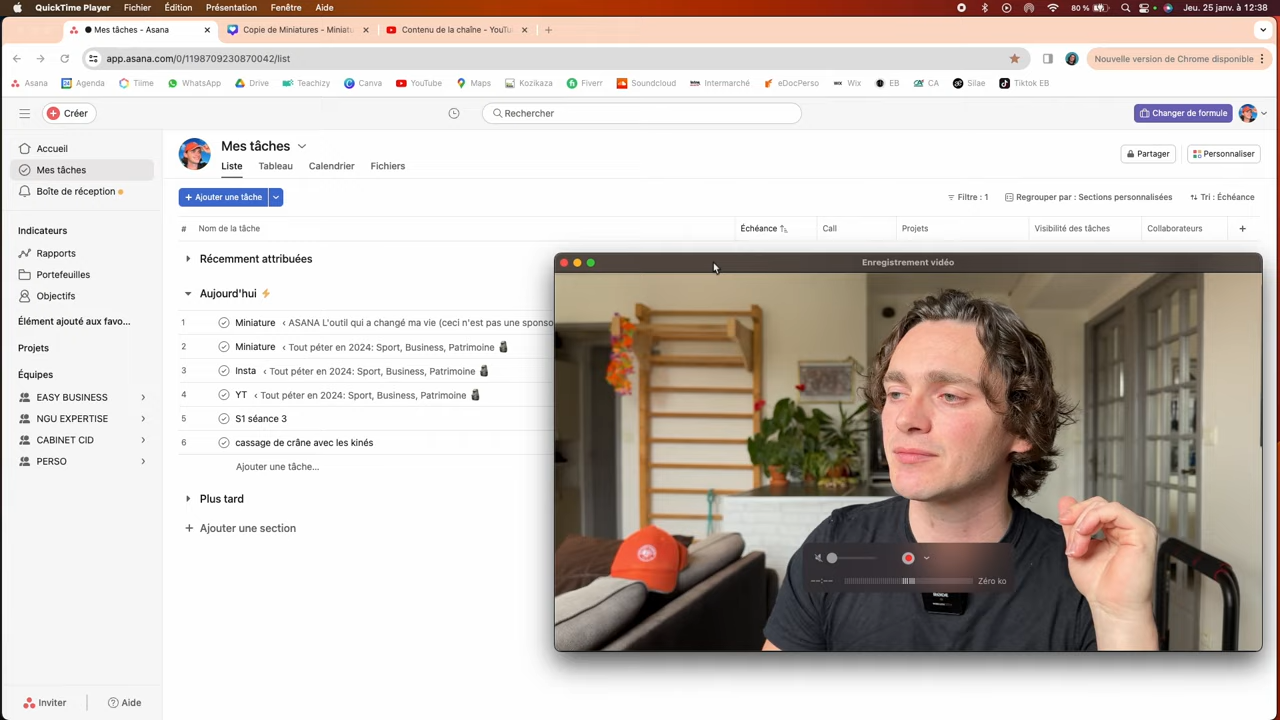 QuickTime Player Fichier Édition Présentation Fenêtre Aide 80 % Jeu. 25 janv. à 12:38
Mes tâches - Asana Copie de Miniatures - Miniatu Contenu de la chaîne - YouTu
app.asana.com/0/1198709230870042/list Nouvelle version de Chrome disponible
Asana Agenda Tiime WhatsApp Drive Teachizy Canva YouTube Maps Kozikaza Fiverr Soundcloud Intermarché eDocPerso Wix EB CA Silae Tiktok EB
Créer Rechercher Changer de formule
Mes tâches
Liste Tableau Calendrier Fichiers
Partager Personnaliser
Accueil
Mes tâches
Boîte de réception
Ajouter une tâche Filtre : 1 Regrouper par : Sections personnalisées Tri : Échéance
# Nom de la tâche Échéance Call Projets Visibilité des tâches Collaborateurs
Indicateurs
Rapports
Portefeuilles
Objectifs
Élément ajouté aux favo...
Projets
Équipes
EASY BUSINESS
NGU EXPERTISE
CABINET CID
PERSO
Récemment attribuées
Aujourd'hui
1 Miniature ‹ ASANA L'outil qui a changé ma vie (ceci n'est pas une sponso
2 Miniature ‹ Tout péter en 2024: Sport, Business, Patrimoine
3 Insta ‹ Tout péter en 2024: Sport, Business, Patrimoine
4 YT ‹ Tout péter en 2024: Sport, Business, Patrimoine
5 S1 séance 3
6 cassage de crâne avec les kinés
Ajouter une tâche...
Plus tard
Ajouter une section
Enregistrement vidéo
--:-- Zéro ko
Inviter Aide